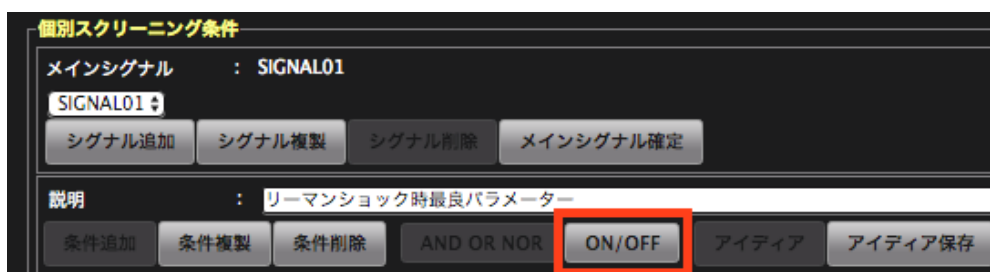 個別スクリーニング条件
メインシグナル : SIGNAL01
SIGNAL01
シグナル追加 シグナル複製 シグナル削除 メインシグナル確定
説明 : リーマンショック時最良パラメーター
条件追加 条件複製 条件削除 AND OR NOR ON/OFF アイディア アイディア保存